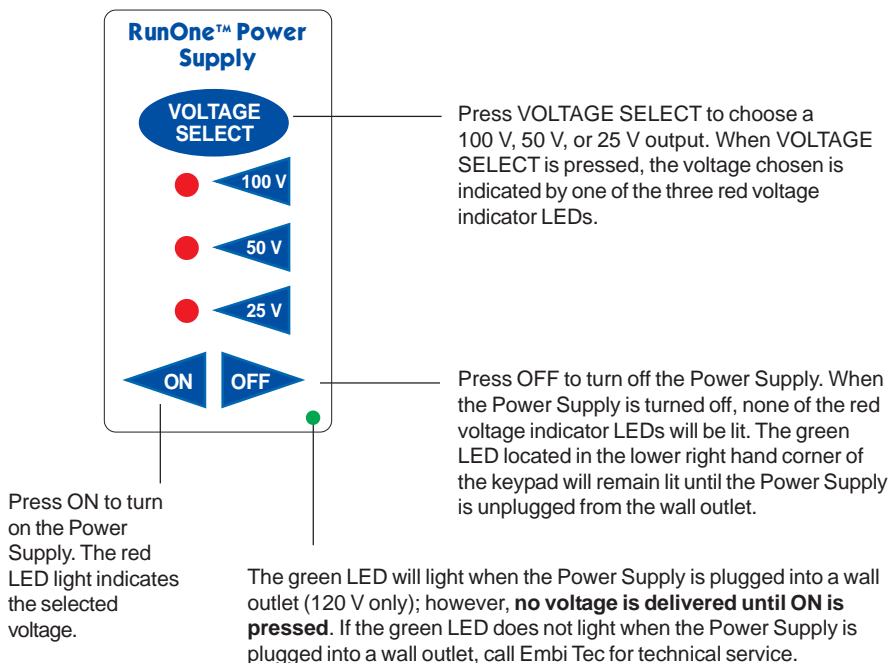 RunOne™ Power
Supply
VOLTAGE
SELECT
100 V
50 V
25 V
ON
OFF
Press VOLTAGE SELECT to choose a
100 V, 50 V, or 25 V output. When VOLTAGE
SELECT is pressed, the voltage chosen is
indicated by one of the three red voltage
indicator LEDs.
Press OFF to turn off the Power Supply. When
the Power Supply is turned off, none of the red
voltage indicator LEDs will be lit. The green
LED located in the lower right hand corner of
the keypad will remain lit until the Power Supply
is unplugged from the wall outlet.
Press ON to turn
on the Power
Supply. The red
LED light indicates
the selected
voltage.
The green LED will light when the Power Supply is plugged into a wall
outlet (120 V only); however, no voltage is delivered until ON is
pressed. If the green LED does not light when the Power Supply is
plugged into a wall outlet, call Embi Tec for technical service.